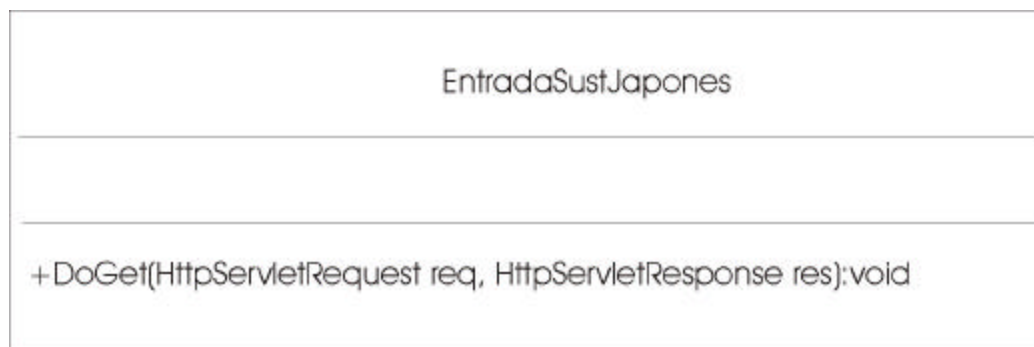 EntradaSustJapones
+DoGet(HttpServletRequest req, HttpServletResponse res):void